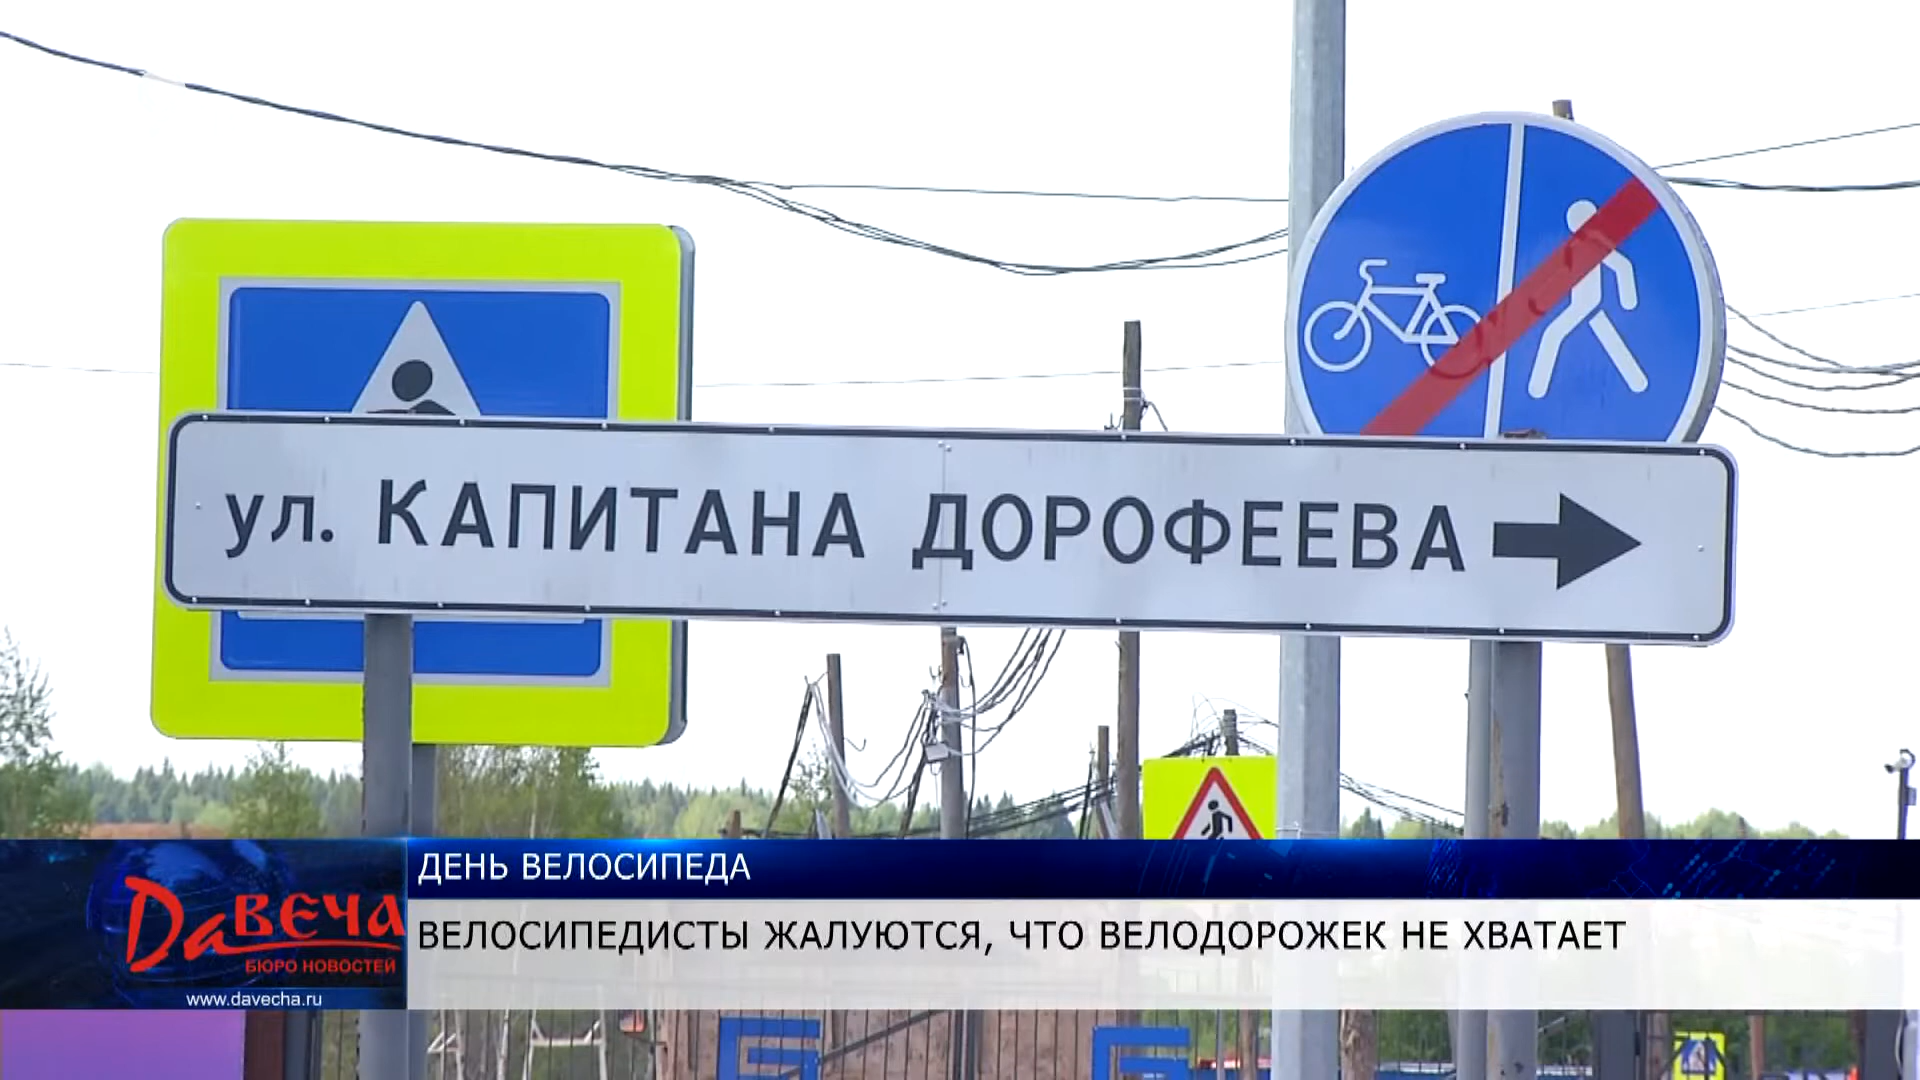 ул. КАПИТАНА ДОРОФЕЕВА
ДЕНЬ ВЕЛОСИПЕДА
ВЕЛОСИПЕДИСТЫ ЖАЛУЮТСЯ, ЧТО ВЕЛОДОРОЖЕК НЕ ХВАТАЕТ
ДаВЕЧА
БЮРО НОВОСТЕЙ
www.davecha.ru